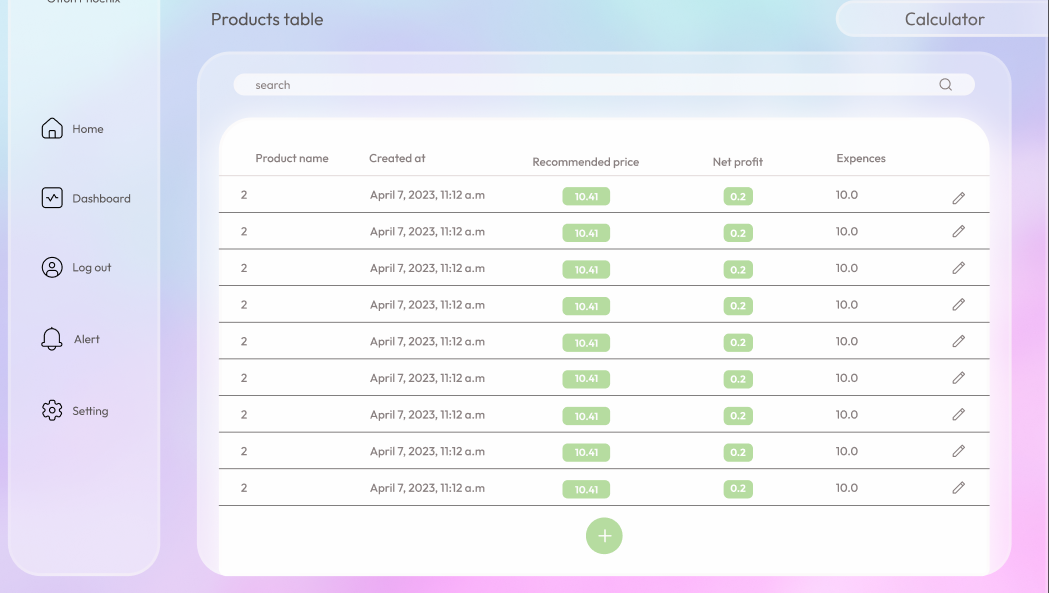 Products table
Calculator
search
Home
Dashboard
Log out
Alert
Setting
Product name Created at Recommended price Net profit Expences
2 April 7, 2023, 11:12 a.m 10.41 0.2 10.0
2 April 7, 2023, 11:12 a.m 10.41 0.2 10.0
2 April 7, 2023, 11:12 a.m 10.41 0.2 10.0
2 April 7, 2023, 11:12 a.m 10.41 0.2 10.0
2 April 7, 2023, 11:12 a.m 10.41 0.2 10.0
2 April 7, 2023, 11:12 a.m 10.41 0.2 10.0
2 April 7, 2023, 11:12 a.m 10.41 0.2 10.0
2 April 7, 2023, 11:12 a.m 10.41 0.2 10.0
2 April 7, 2023, 11:12 a.m 10.41 0.2 10.0